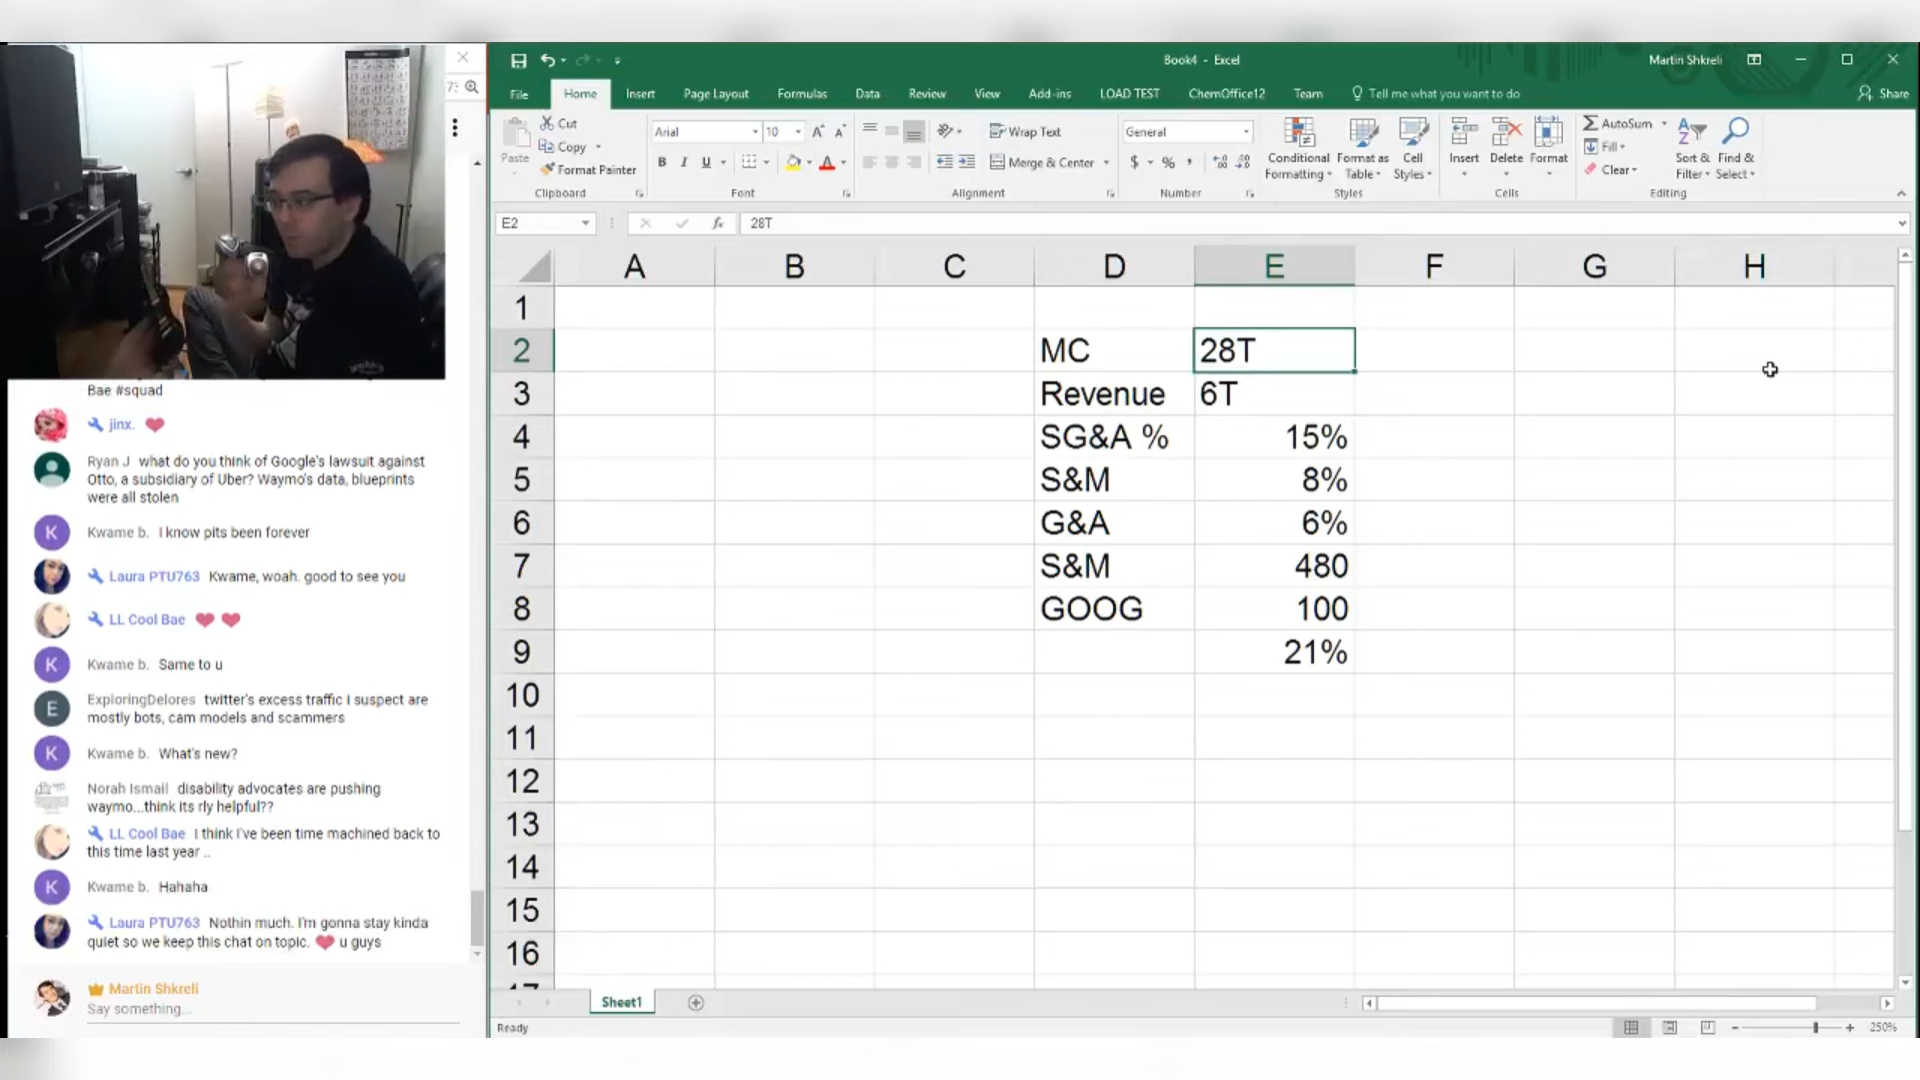 Book4 - Excel
Martin Shkreli
File
Home
Insert
Page Layout
Formulas
Data
Review
View
Add-ins
LOAD TEST
ChemOffice12
Team
Tell me what you want to do
Share
Paste
Cut
Copy
Format Painter
Clipboard
Arial
10
B I U
Font
Wrap Text
Merge & Center
Alignment
General
$ % ,
Number
Conditional
Formatting
Format as
Table
Cell
Styles
Styles
Insert
Delete
Format
Cells
AutoSum
Fill
Clear
Sort &
Filter
Find &
Select
Editing
E2
fx
28T
A B C D E F G H
1
2 MC 28T
3 Revenue 6T
4 SG&A % 15%
5 S&M 8%
6 G&A 6%
7 S&M 480
8 GOOG 100
9 21%
10
11
12
13
14
15
16
Sheet1
Ready
250%
Bae #squad
jinx.
Ryan J what do you think of Google's lawsuit against
Otto, a subsidiary of Uber? Waymo's data, blueprints
were all stolen
K
Kwame b. I know pits been forever
Laura PTU763 Kwame, woah. good to see you
LL Cool Bae
K
Kwame b. Same to u
E
ExploringDelores twitter's excess traffic I suspect are
mostly bots, cam models and scammers
K
Kwame b. What's new?
Norah Ismail disability advocates are pushing
waymo...think its rly helpful??
LL Cool Bae I think I've been time machined back to
this time last year ..
K
Kwame b. Hahaha
Laura PTU763 Nothin much. I'm gonna stay kinda
quiet so we keep this chat on topic. u guys
Martin Shkreli
Say something...